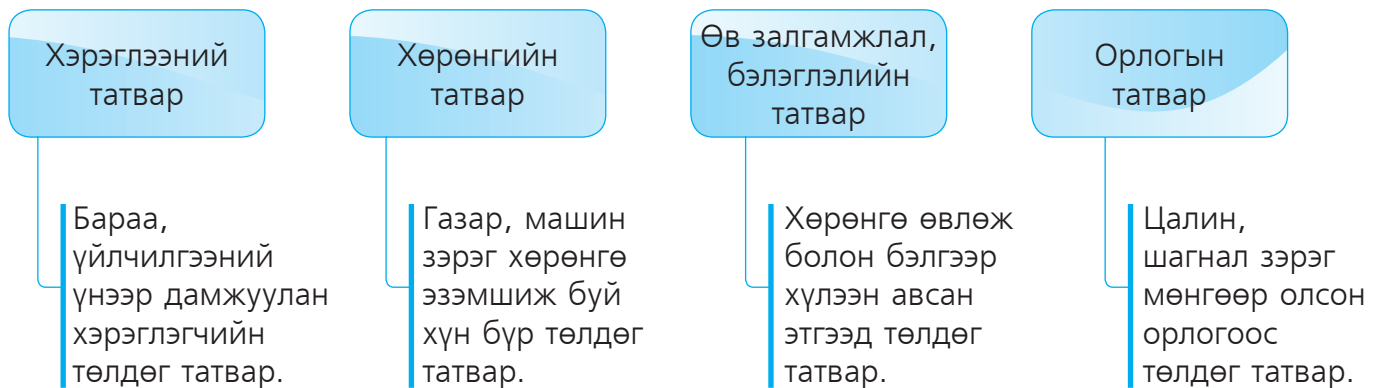 Хэрэглээний
татвар
Бараа,
үйлчилгээний
үнээр дамжуулан
хэрэглэгчийн
төлдөг татвар.
Хөрөнгийн
татвар
Газар, машин
зэрэг хөрөнгө
эзэмшиж буй
хүн бүр төлдөг
татвар.
Өв залгамжлал,
бэлэглэлийн
татвар
Хөрөнгө өвлөж
болон бэлгээр
хүлээн авсан
этгээд төлдөг
татвар.
Орлогын
татвар
Цалин,
шагнал зэрэг
мөнгөөр олсон
орлогоос
төлдөг татвар.